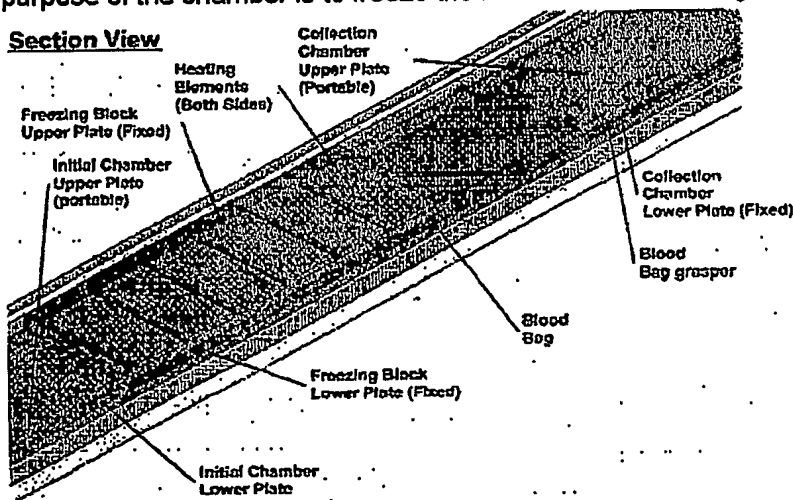 purpose of the chamber is to freeze the
Section View
Collection
Chamber
Upper Plate
(Portable)
Heating
Elements
(Both Sides)
Freezing Block
Upper Plate (Fixed)
Initial Chamber
Upper Plate
(portable)
Collection
Chamber
Lower Plate (Fixed)
Blood
Bag grasper
Blood
Bag
Freezing Block
Lower Plate (Fixed)
Initial Chamber
Lower Plate